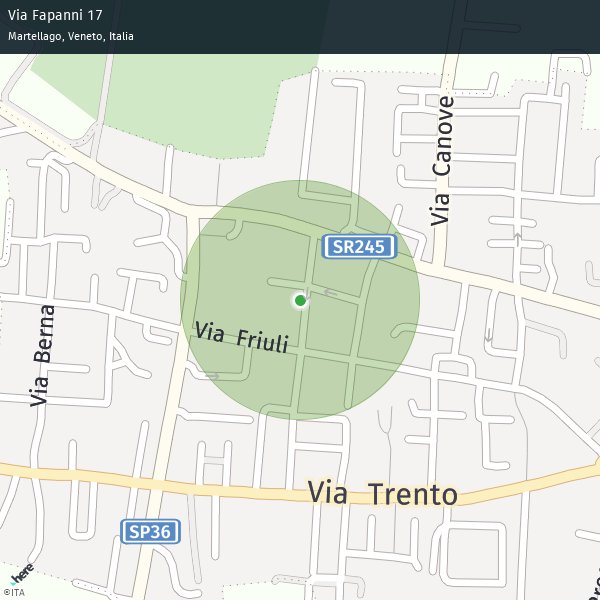 Via Fapanni 17
Martellago, Veneto, Italia
Via Canove
SR245
Via Berna
Via Friuli
Via Trento
SP36
here
©ITA